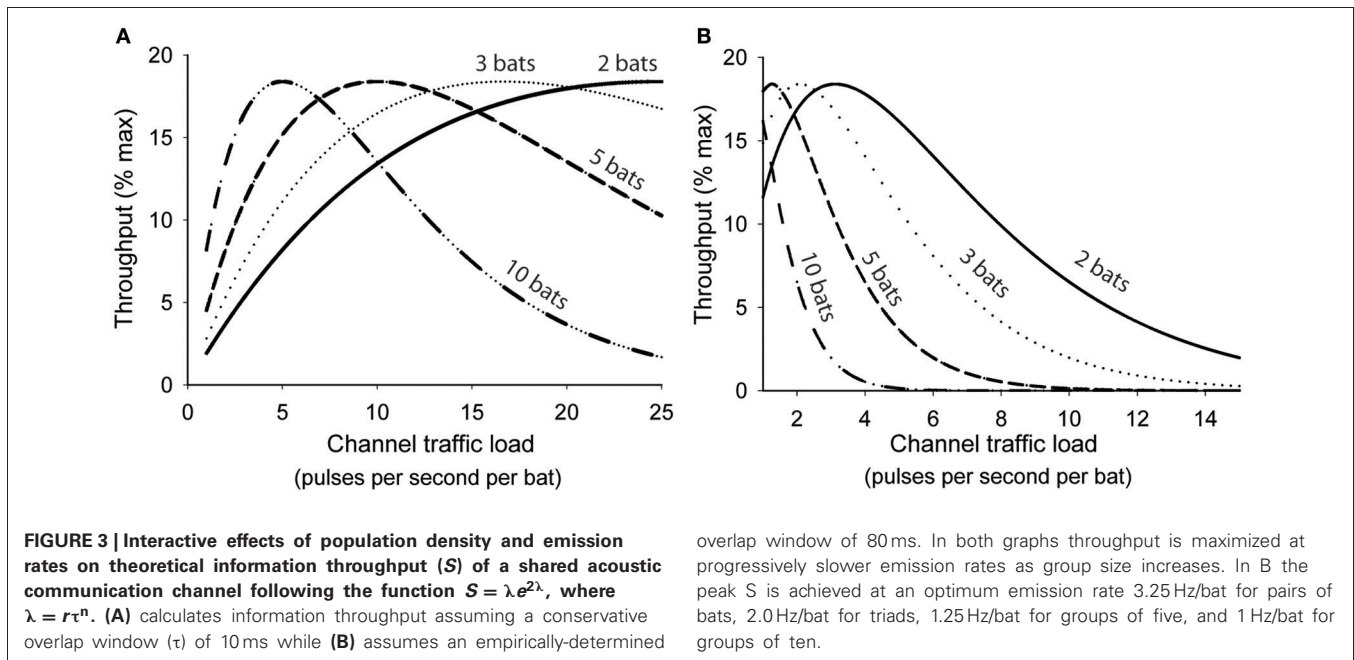 A
20
15
10
5
0
Throughput (% max)
3 bats
2 bats
5 bats
10 bats
0 5 10 15 20 25
Channel traffic load
(pulses per second per bat)
B
20
15
10
5
0
Throughput (% max)
2 bats
3 bats
5 bats
10 bats
2 4 6 8 10 12 14
Channel traffic load
(pulses per second per bat)
FIGURE 3 | Interactive effects of population density and emission
rates on theoretical information throughput (S) of a shared acoustic
communication channel following the function S = λe²λ, where
λ = rτⁿ. (A) calculates information throughput assuming a conservative
overlap window (τ) of 10 ms while (B) assumes an empirically-determined
overlap window of 80 ms. In both graphs throughput is maximized at
progressively slower emission rates as group size increases. In B the
peak S is achieved at an optimum emission rate 3.25 Hz/bat for pairs of
bats, 2.0 Hz/bat for triads, 1.25 Hz/bat for groups of five, and 1 Hz/bat for
groups of ten.